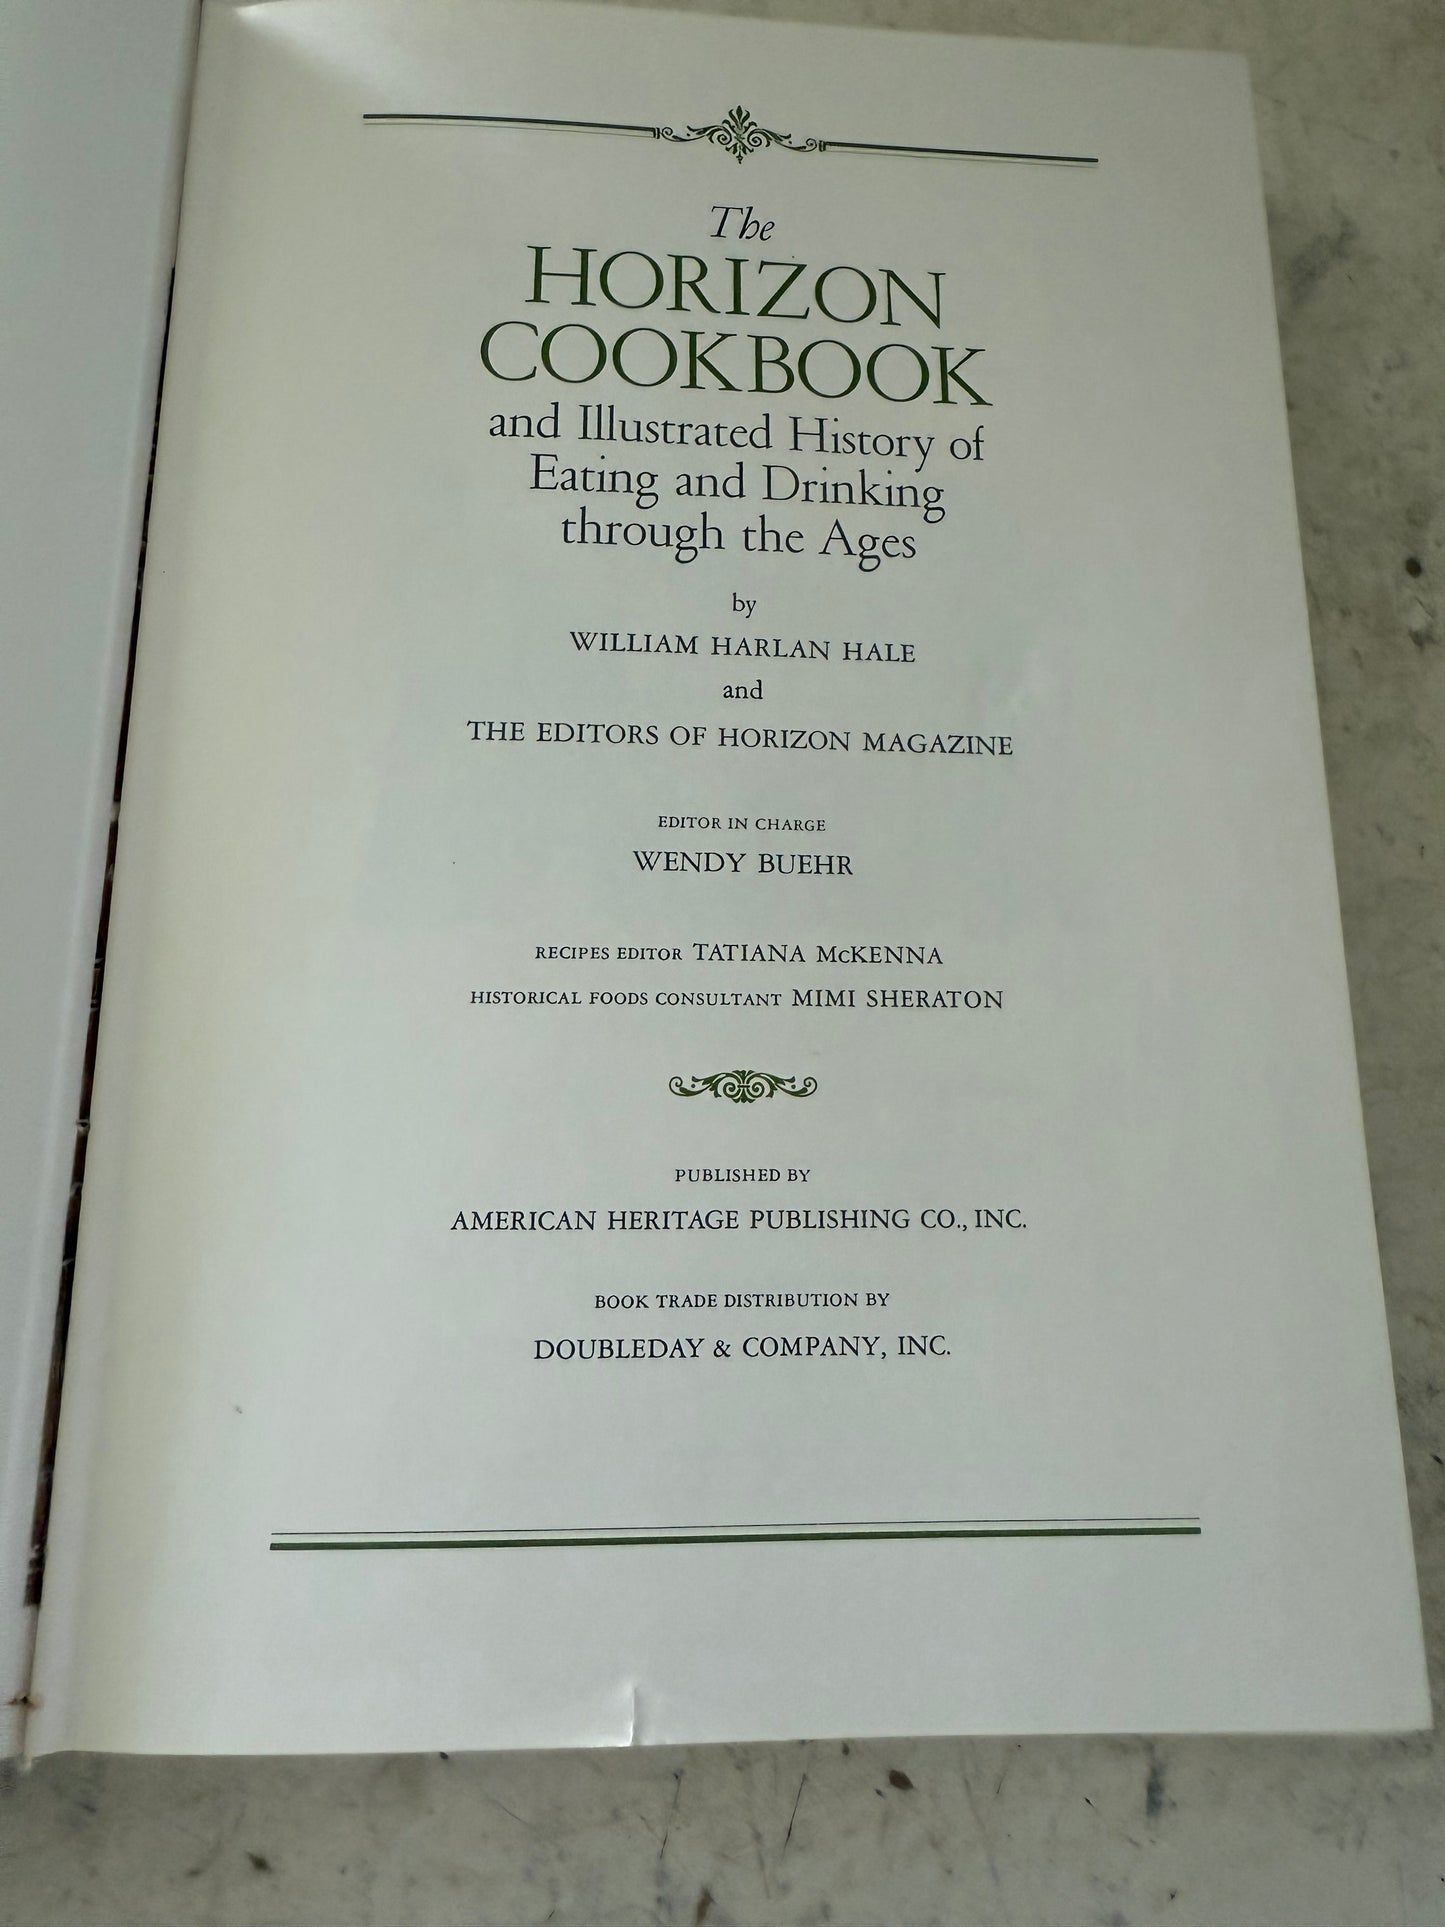 The
HORIZON
COOKBOOK
and Illustrated History of
Eating and Drinking
through the Ages
by
WILLIAM HARLAN HALE
and
THE EDITORS OF HORIZON MAGAZINE
EDITOR IN CHARGE
WENDY BUEHR
RECIPES EDITOR TATIANA McKENNA
HISTORICAL FOODS CONSULTANT MIMI SHERATON
PUBLISHED BY
AMERICAN HERITAGE PUBLISHING CO., INC.
BOOK TRADE DISTRIBUTION BY
DOUBLEDAY & COMPANY, INC.